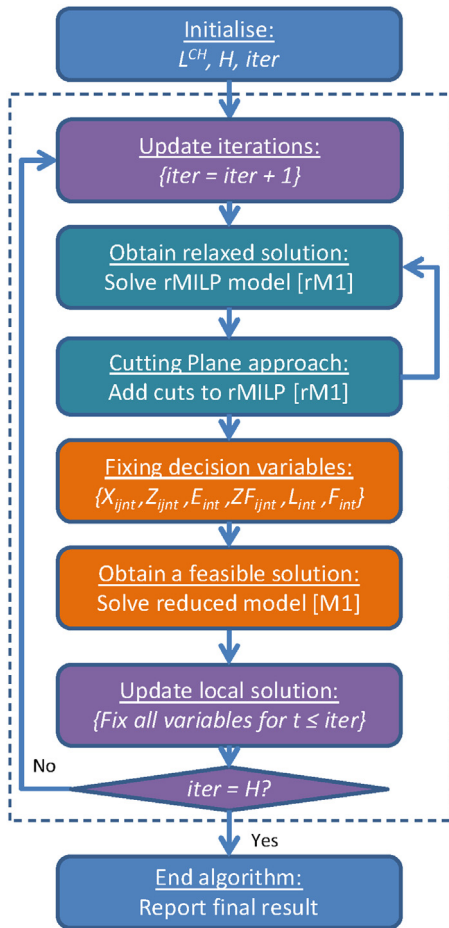 Initialise:
L^CH, H, iter
Update iterations:
{iter = iter + 1}
Obtain relaxed solution:
Solve rMILP model [rM1]
Cutting Plane approach:
Add cuts to rMILP [rM1]
Fixing decision variables:
{X_ijnt, Z_ijnt, E_int, ZF_ijnt, L_int, F_int}
Obtain a feasible solution:
Solve reduced model [M1]
Update local solution:
{Fix all variables for t ≤ iter}
No
iter = H?
Yes
End algorithm:
Report final result